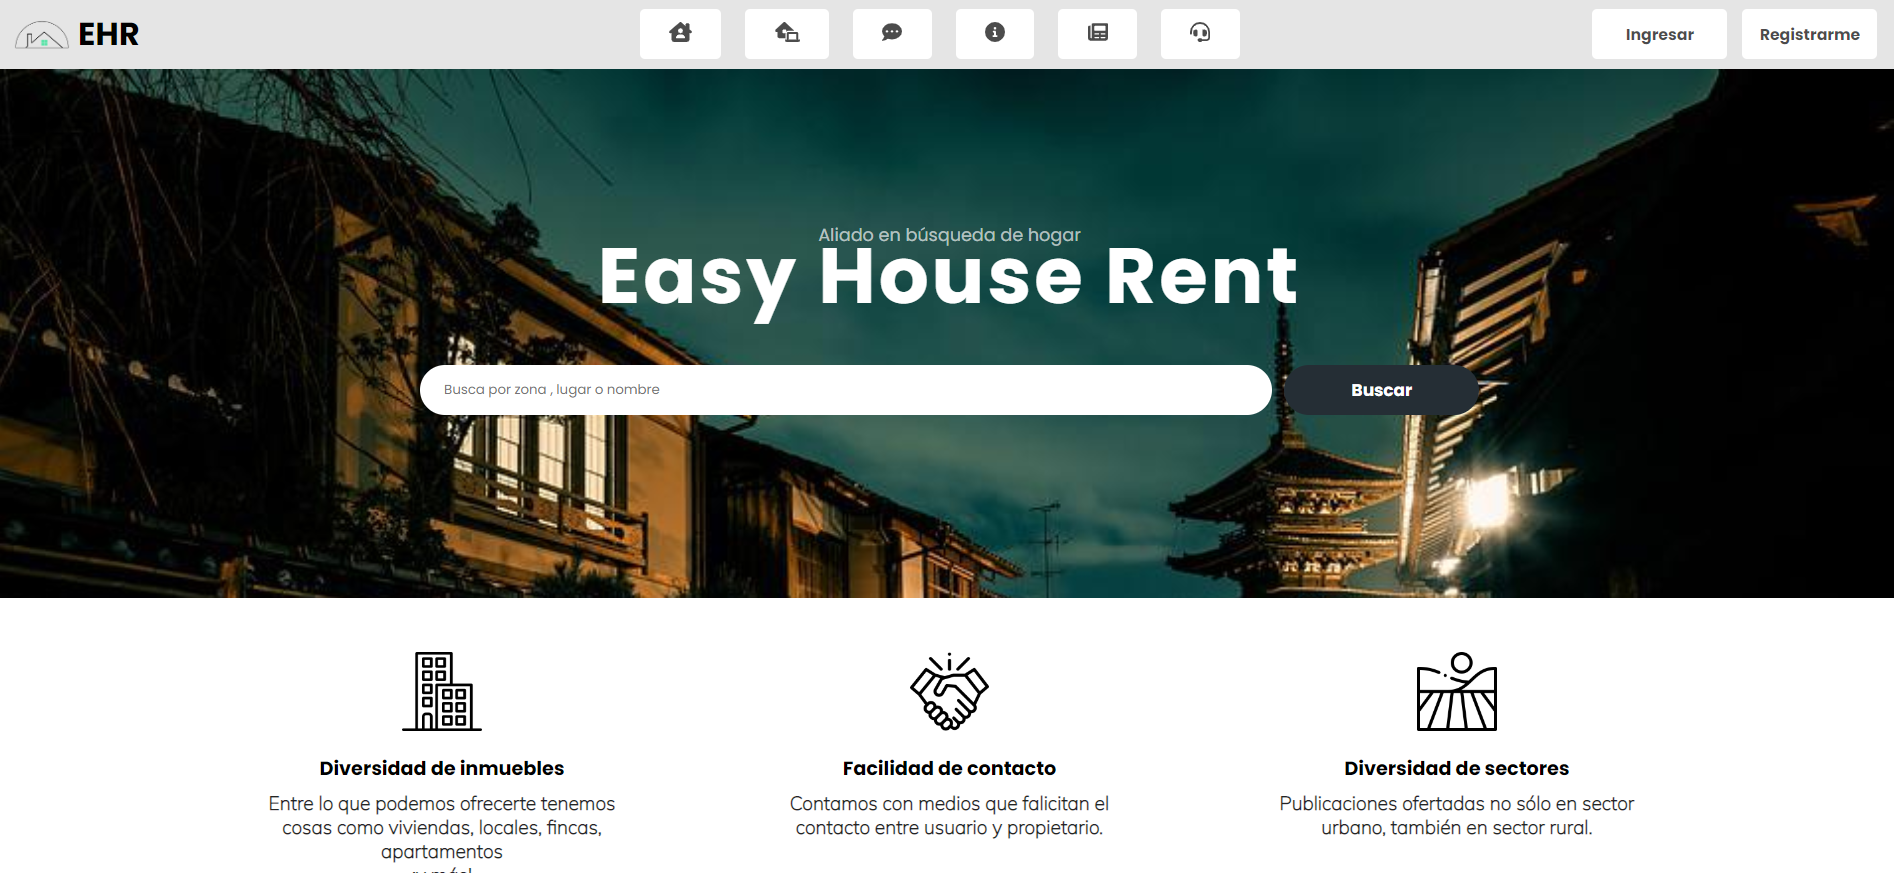 EHR
Ingresar
Registrarme
Aliado en búsqueda de hogar
Easy House Rent
Busca por zona , lugar o nombre
Buscar
Diversidad de inmuebles
Entre lo que podemos ofrecerte tenemos
cosas como viviendas, locales, fincas,
apartamentos
Facilidad de contacto
Contamos con medios que falicitan el
contacto entre usuario y propietario.
Diversidad de sectores
Publicaciones ofertadas no sólo en sector
urbano, también en sector rural.